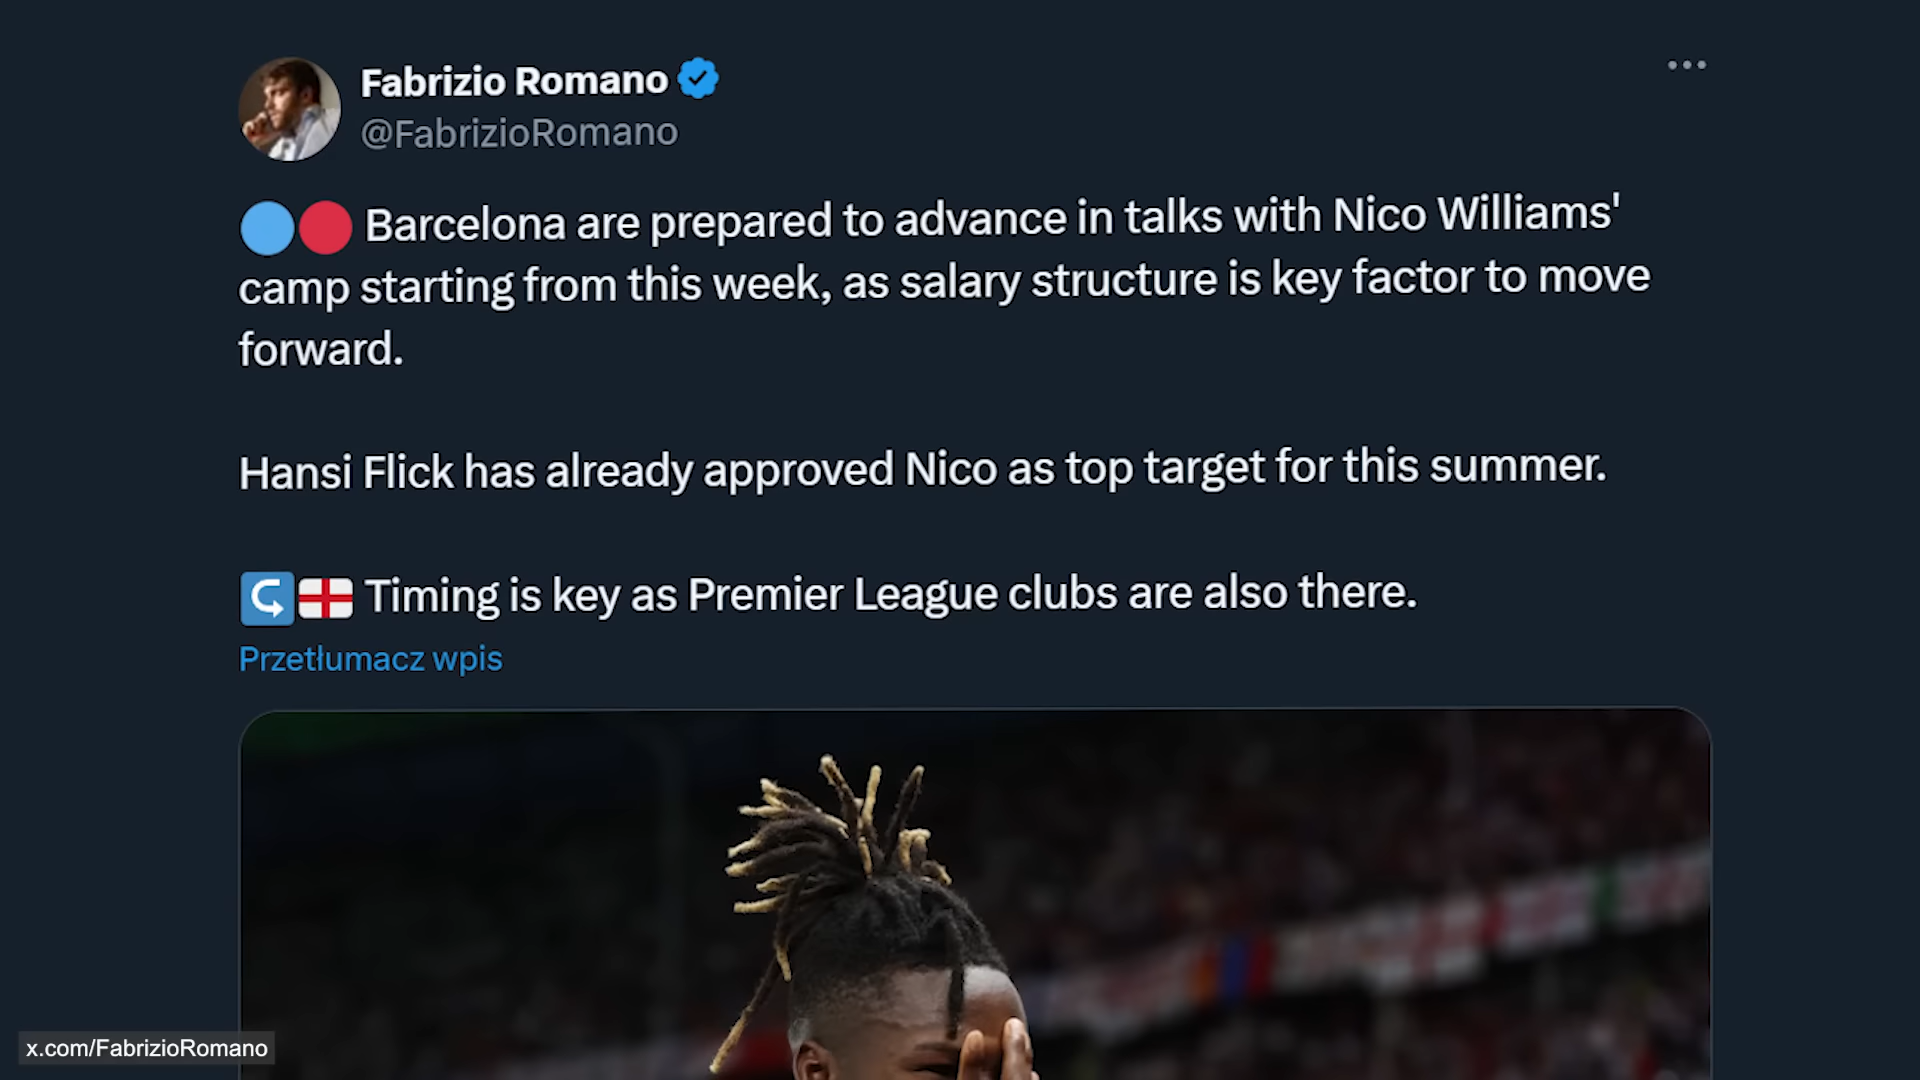 Fabrizio Romano
@FabrizioRomano
Barcelona are prepared to advance in talks with Nico Williams'
camp starting from this week, as salary structure is key factor to move
forward.
Hansi Flick has already approved Nico as top target for this summer.
Timing is key as Premier League clubs are also there.
Przetłumacz wpis
x.com/FabrizioRomano